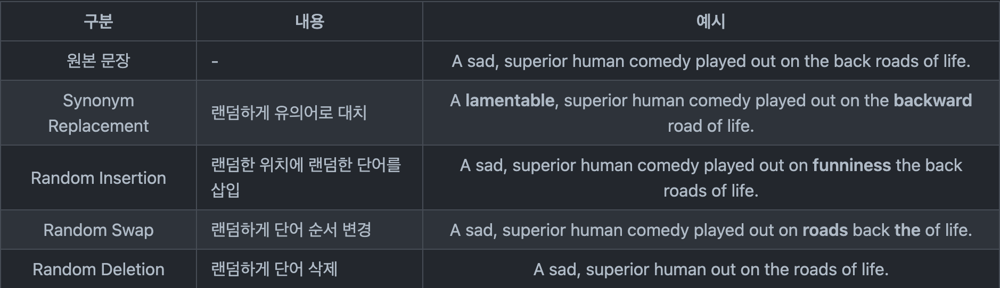 구분 내용 예시
원본 문장 - A sad, superior human comedy played out on the back roads of life.
Synonym
Replacement
랜덤하게 유의어로 대치
A lamentable, superior human comedy played out on the backward
road of life.
Random Insertion
랜덤한 위치에 랜덤한 단어를
삽입
A sad, superior human comedy played out on funniness the back
roads of life.
Random Swap 랜덤하게 단어 순서 변경 A sad, superior human comedy played out on roads back the of life.
Random Deletion 랜덤하게 단어 삭제 A sad, superior human out on the roads of life.